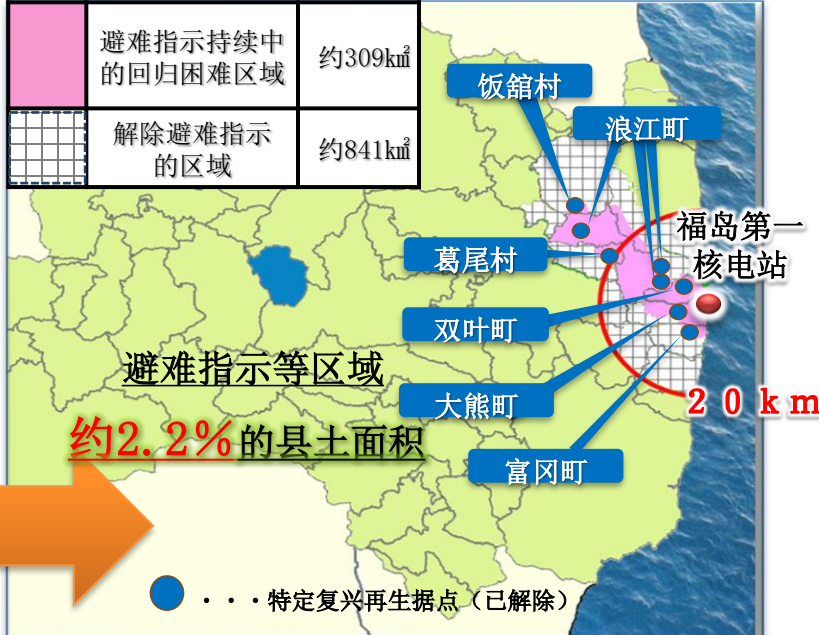 避难指示持续中
的回归困难区域
约309㎢
解除避难指示
的区域
约841㎢
饭舘村
浪江町
福岛第一
核电站
葛尾村
双叶町
避难指示等区域
大熊町
２０ｋｍ
约2.2%的县土面积
富冈町
・・・特定复兴再生据点（已解除）